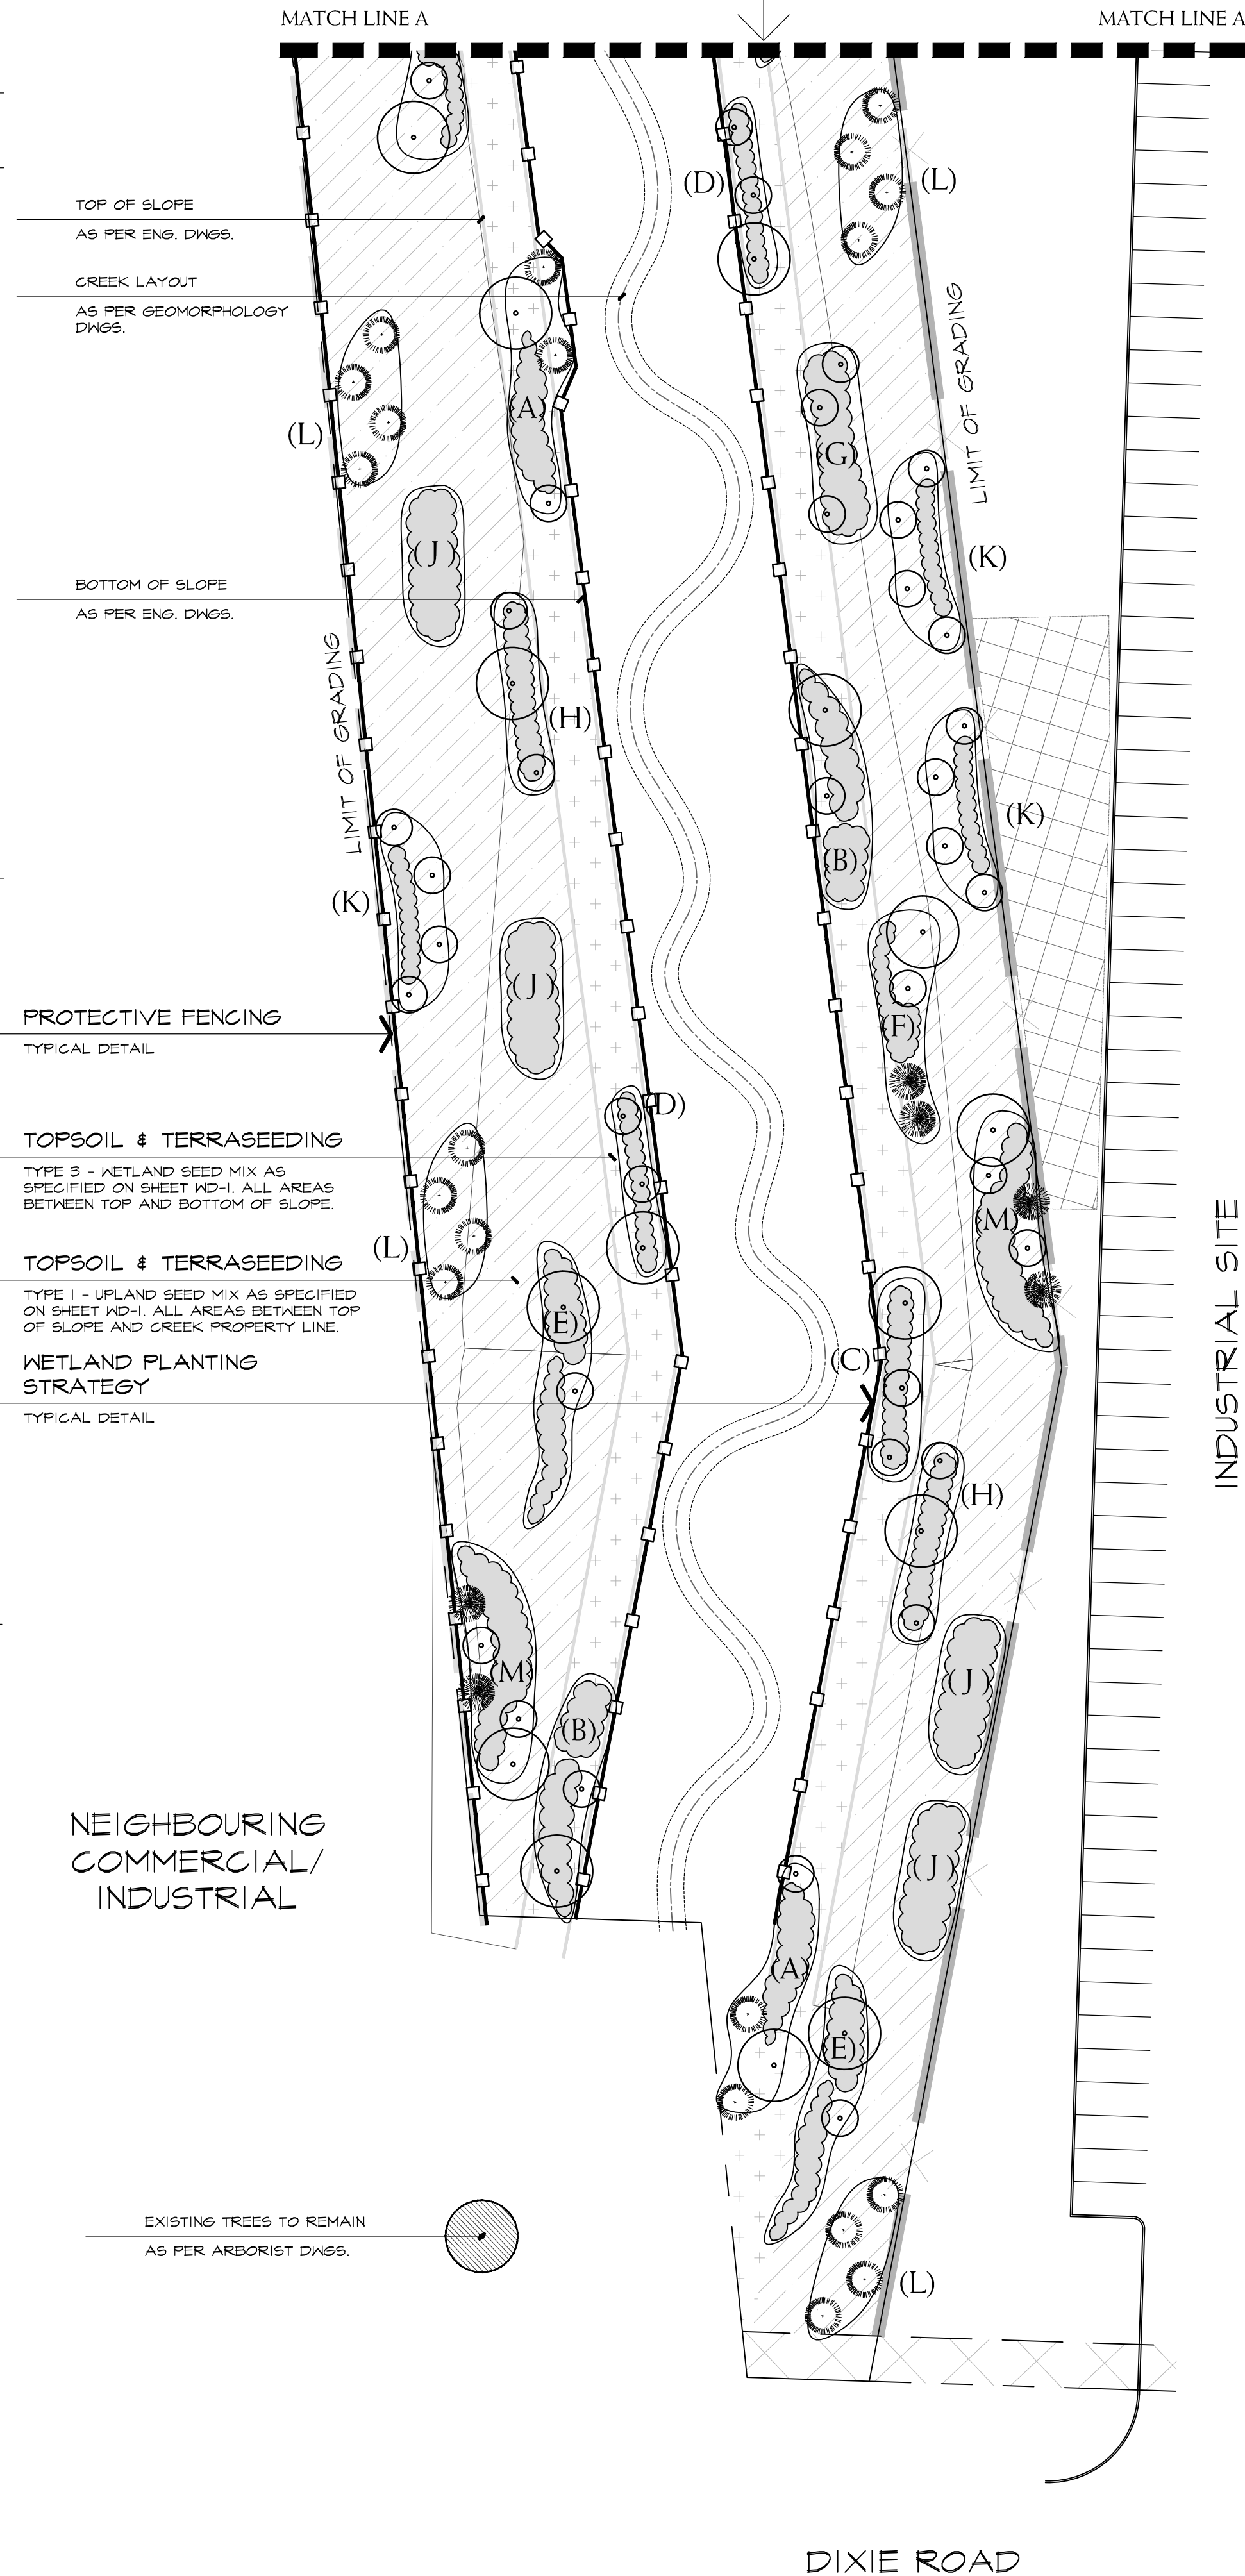 MATCH LINE A
MATCH LINE A
TOP OF SLOPE
AS PER ENG. DWGS.
(D)
(L)
CREEK LAYOUT
AS PER GEOMORPHOLOGY
DWGS.
LIMIT OF GRADING
(L)
(A)
(G)
(J)
(K)
BOTTOM OF SLOPE
AS PER ENG. DWGS.
LIMIT OF GRADING
(H)
(K)
(B)
(K)
(J)
(F)
PROTECTIVE FENCING
TYPICAL DETAIL
(D)
TOPSOIL & TERRASEEDING
TYPE 3 - WETLAND SEED MIX AS
SPECIFIED ON SHEET WD-1. ALL AREAS
BETWEEN TOP AND BOTTOM OF SLOPE.
(M)
(L)
TOPSOIL & TERRASEEDING
TYPE 1 - UPLAND SEED MIX AS SPECIFIED
ON SHEET WD-1. ALL AREAS BETWEEN TOP
OF SLOPE AND CREEK PROPERTY LINE.
(E)
INDUSTRIAL SITE
WETLAND PLANTING
STRATEGY
TYPICAL DETAIL
(C)
(H)
(M)
(J)
(B)
NEIGHBOURING
COMMERCIAL/
INDUSTRIAL
(J)
(A)
(E)
EXISTING TREES TO REMAIN
AS PER ARBORIST DWGS.
(L)
DIXIE ROAD